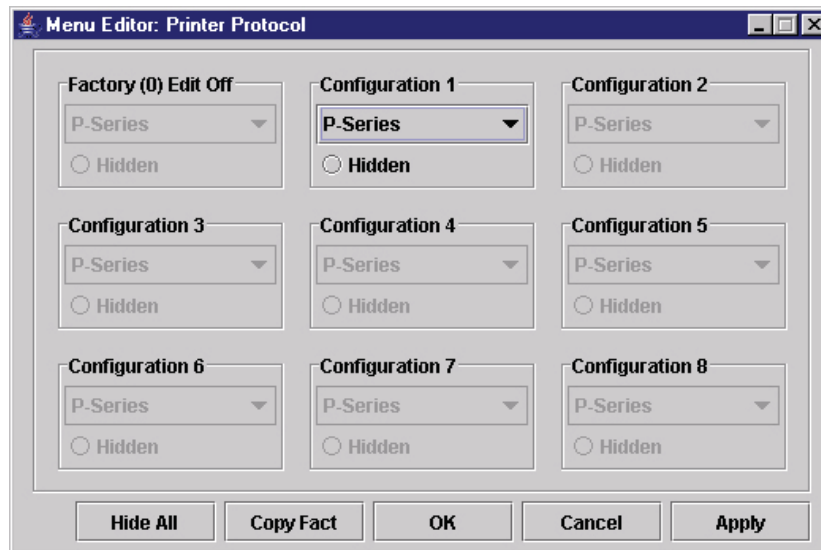 Menu Editor: Printer Protocol
Factory (0) Edit Off Configuration 1 Configuration 2
P-Series P-Series P-Series
Hidden Hidden Hidden
Configuration 3 Configuration 4 Configuration 5
P-Series P-Series P-Series
Hidden Hidden Hidden
Configuration 6 Configuration 7 Configuration 8
P-Series P-Series P-Series
Hidden Hidden Hidden
Hide All Copy Fact OK Cancel Apply